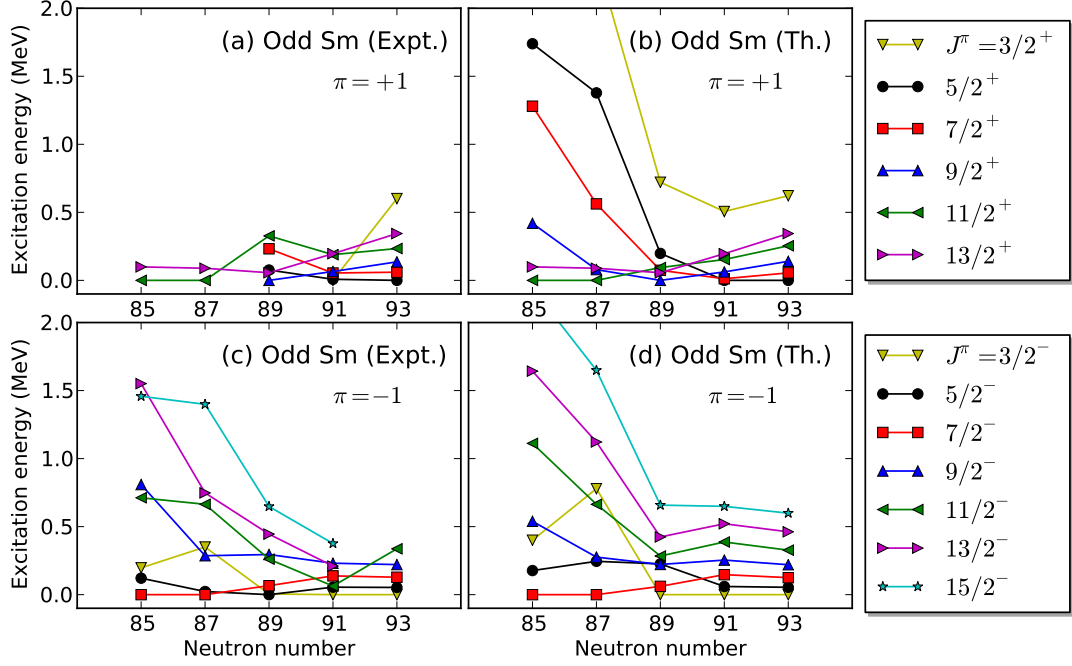 2.0
1.5
1.0
0.5
0.0
Excitation energy (MeV)
(a) Odd Sm (Expt.)
π = +1
85 87 89 91 93
(b) Odd Sm (Th.)
π = +1
85 87 89 91 93
J^π = 3/2⁺
5/2⁺
7/2⁺
9/2⁺
11/2⁺
13/2⁺
2.0
1.5
1.0
0.5
0.0
Excitation energy (MeV)
(c) Odd Sm (Expt.)
π = −1
85 87 89 91 93
Neutron number
(d) Odd Sm (Th.)
π = −1
85 87 89 91 93
Neutron number
J^π = 3/2⁻
5/2⁻
7/2⁻
9/2⁻
11/2⁻
13/2⁻
15/2⁻